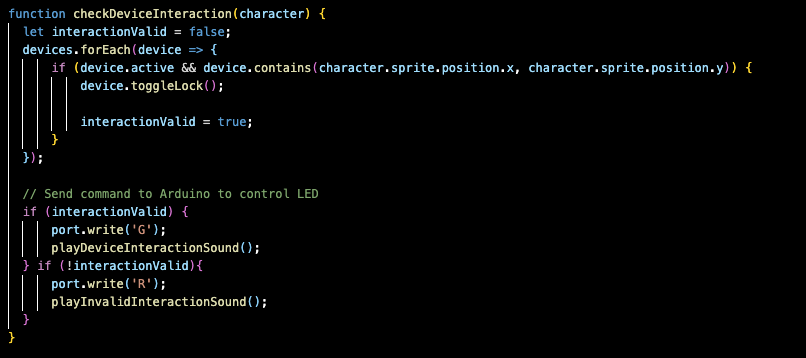 function checkDeviceInteraction(character) {
let interactionValid = false;
devices.forEach(device => {
if (device.active && device.contains(character.sprite.position.x, character.sprite.position.y)) {
device.toggleLock();
interactionValid = true;
}
});
// Send command to Arduino to control LED
if (interactionValid) {
port.write('G');
playDeviceInteractionSound();
} if (!interactionValid){
port.write('R');
playInvalidInteractionSound();
}
}